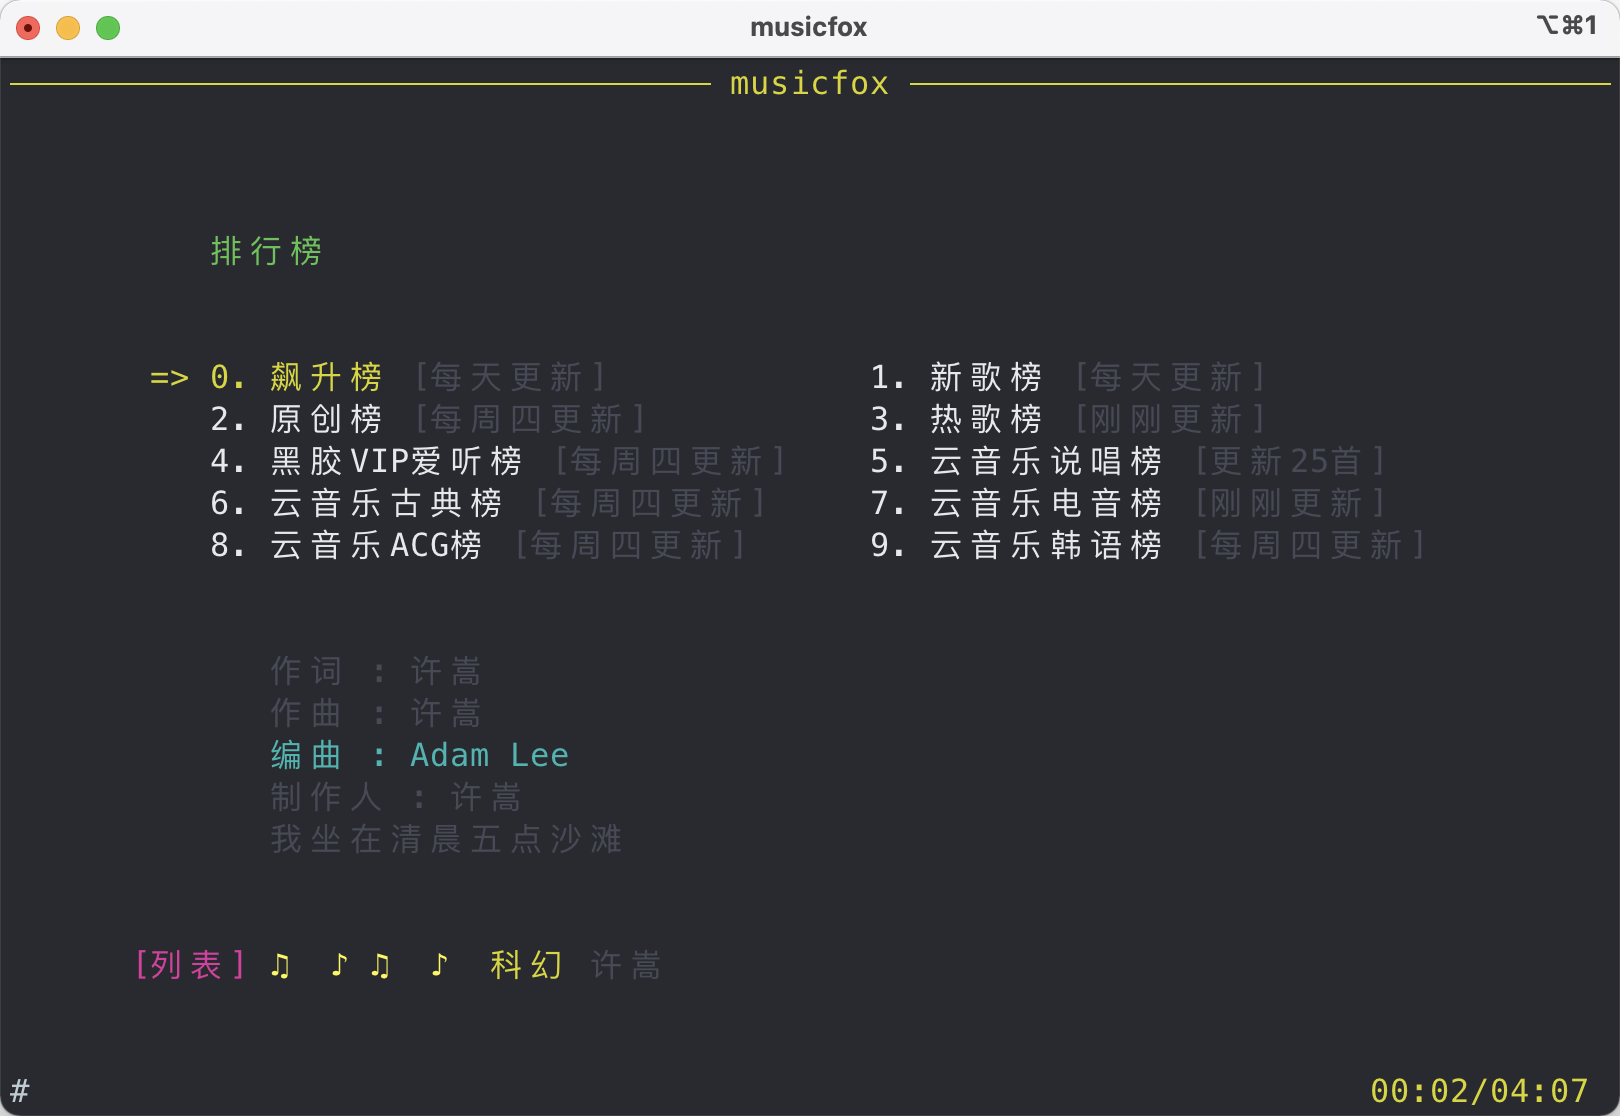 musicfox ⌥⌘1
musicfox
排行榜
=> 0. 飙升榜 [每天更新] 1. 新歌榜 [每天更新]
2. 原创榜 [每周四更新] 3. 热歌榜 [刚刚更新]
4. 黑胶VIP爱听榜 [每周四更新] 5. 云音乐说唱榜 [更新25首]
6. 云音乐古典榜 [每周四更新] 7. 云音乐电音榜 [刚刚更新]
8. 云音乐ACG榜 [每周四更新] 9. 云音乐韩语榜 [每周四更新]
作词 : 许嵩
作曲 : 许嵩
编曲 : Adam Lee
制作人 : 许嵩
我坐在清晨五点沙滩
[列表] ♫ ♪ ♫ ♪ 科幻 许嵩
# 00:02/04:07